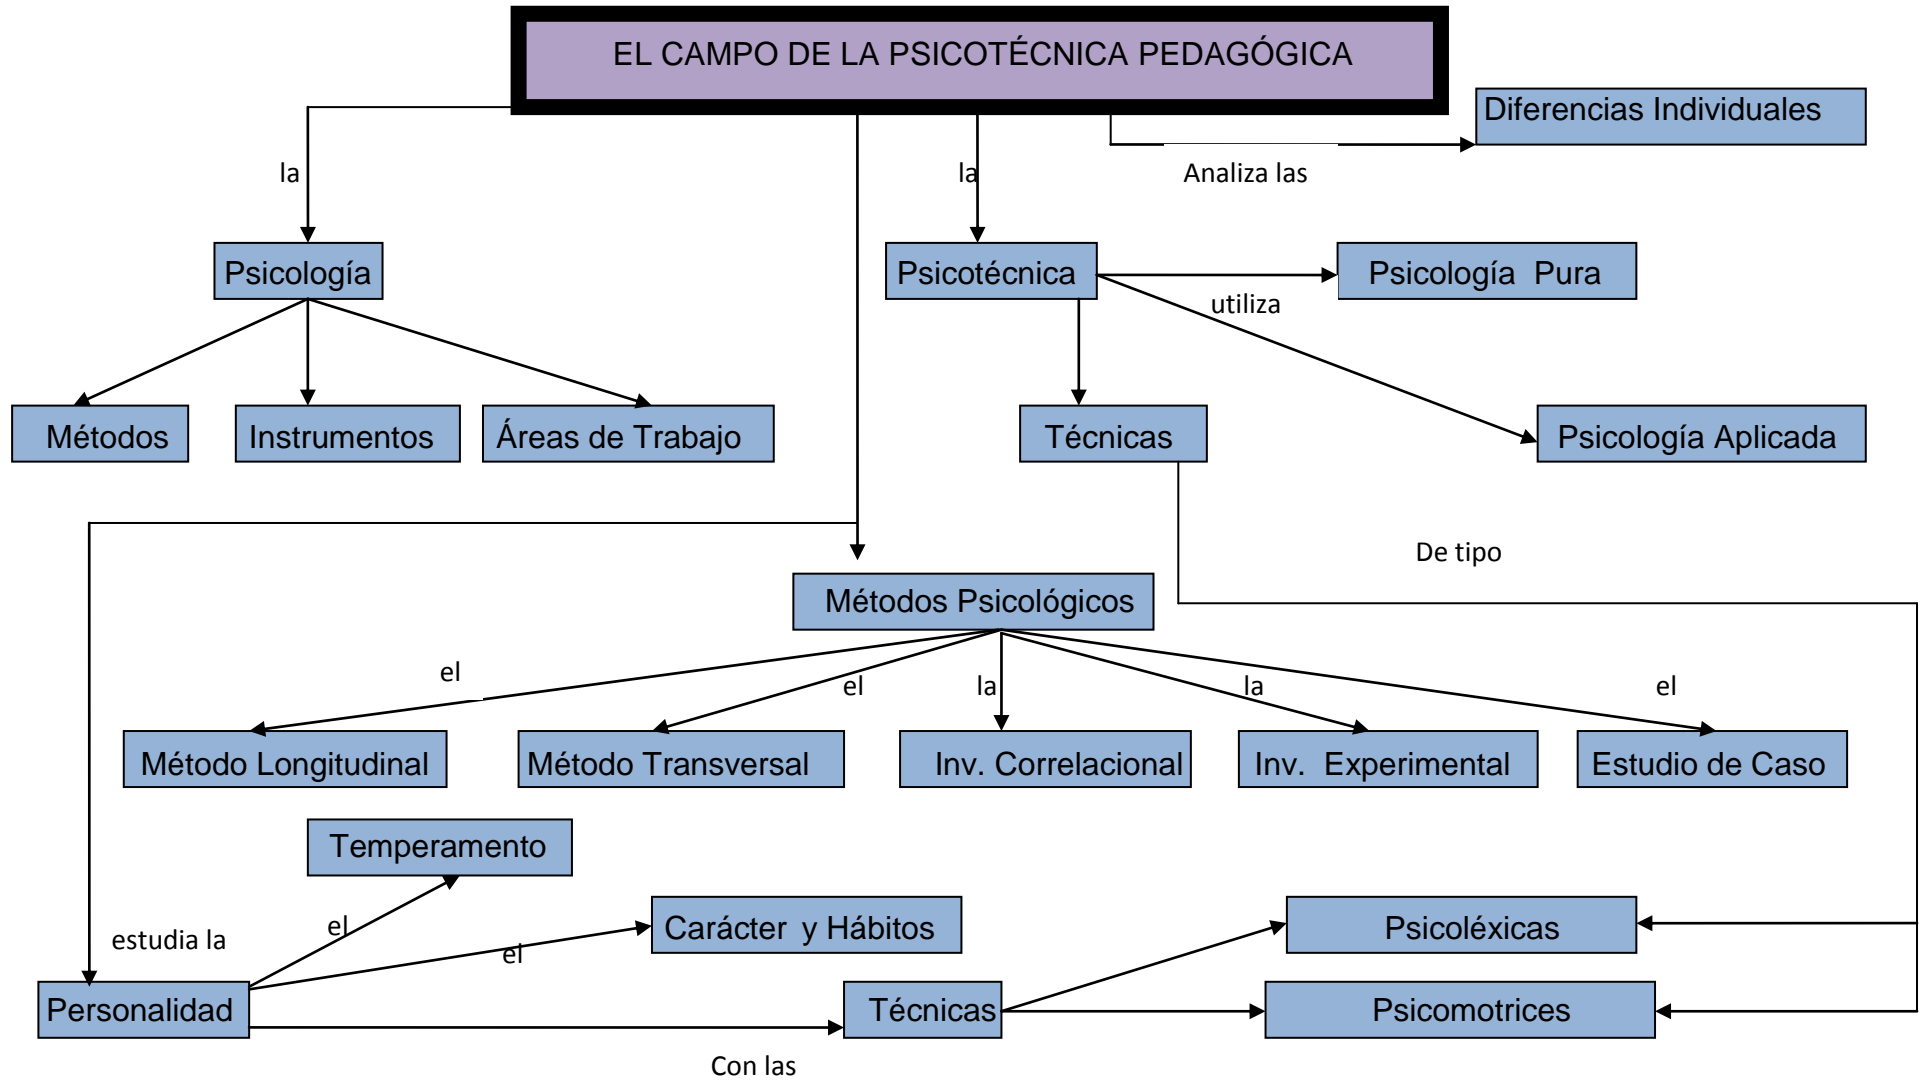 EL CAMPO DE LA PSICOTÉCNICA PEDAGÓGICA
Diferencias Individuales
la
la
Analiza las
Psicología
Psicotécnica
Psicología Pura
utiliza
Métodos
Instrumentos
Áreas de Trabajo
Técnicas
Psicología Aplicada
De tipo
Métodos Psicológicos
el
el
la
la
el
Método Longitudinal
Método Transversal
Inv. Correlacional
Inv. Experimental
Estudio de Caso
Temperamento
estudia la
el
Carácter y Hábitos
el
Psicoléxicas
Personalidad
Técnicas
Psicomotrices
Con las